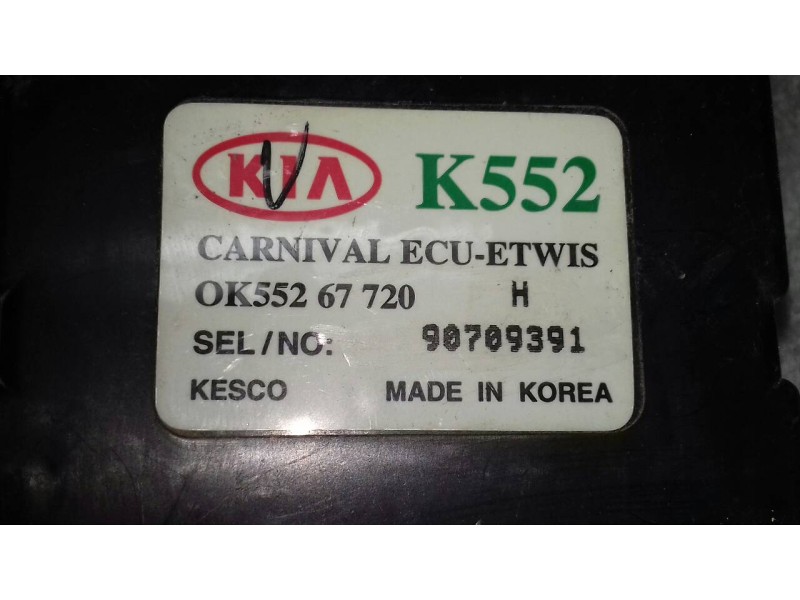 KIA K552
CARNIVAL ECU-ETWIS
OK552 67 720 H
SEL/NO: 90709391
KESCO MADE IN KOREA